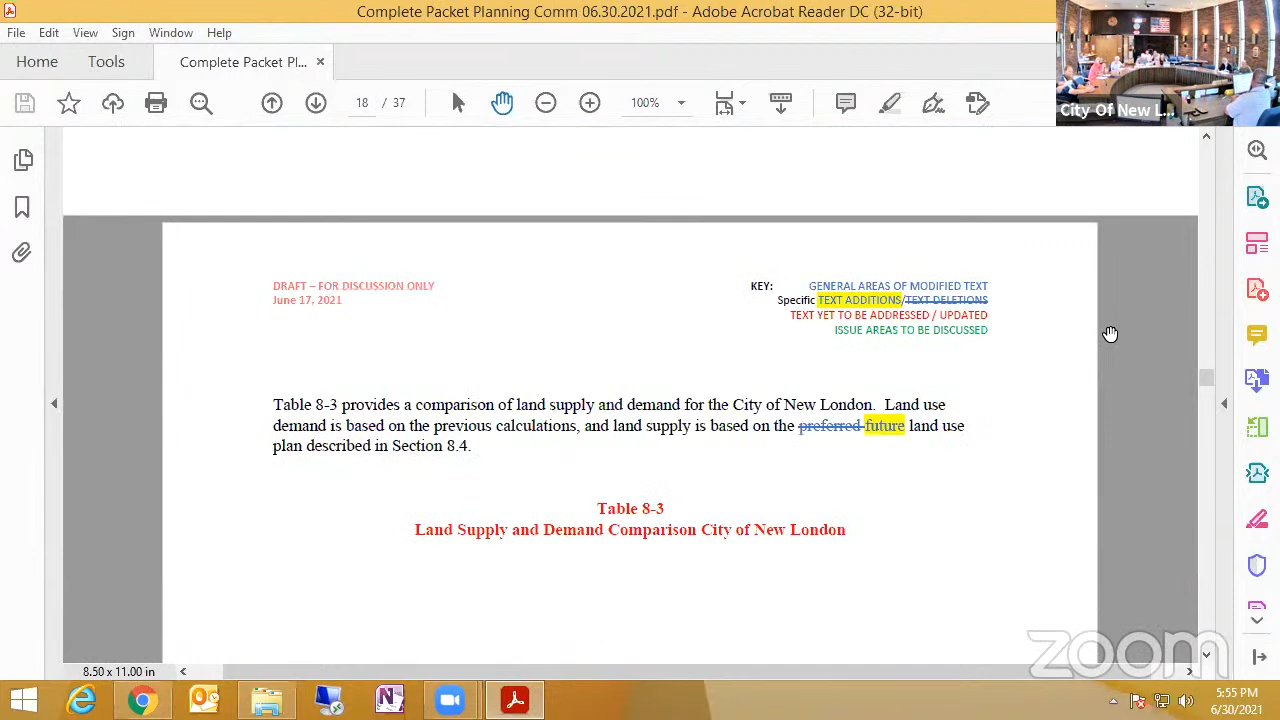 Complete Packet Planning Comm 06.30.2021.pdf - Adobe Acrobat Reader DC (32-bit)
File Edit View Sign Window Help
Home Tools Complete Packet Pl... ×
18 / 37 100%
City Of New L...
DRAFT – FOR DISCUSSION ONLY
June 17, 2021
KEY: GENERAL AREAS OF MODIFIED TEXT
Specific TEXT ADDITIONS/TEXT DELETIONS
TEXT YET TO BE ADDRESSED / UPDATED
ISSUE AREAS TO BE DISCUSSED
Table 8-3 provides a comparison of land supply and demand for the City of New London. Land use
demand is based on the previous calculations, and land supply is based on the preferred future land use
plan described in Section 8.4.
Table 8-3
Land Supply and Demand Comparison City of New London
zoom
8.50 x 11.00 in
5:55 PM
6/30/2021